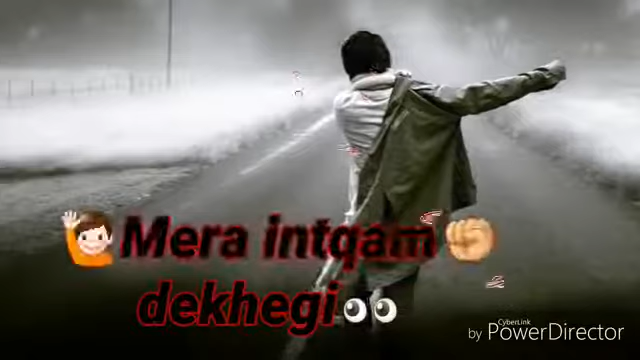 🙋‍♂️Mera intqam✊
dekhegi👀
CyberLink
by PowerDirector